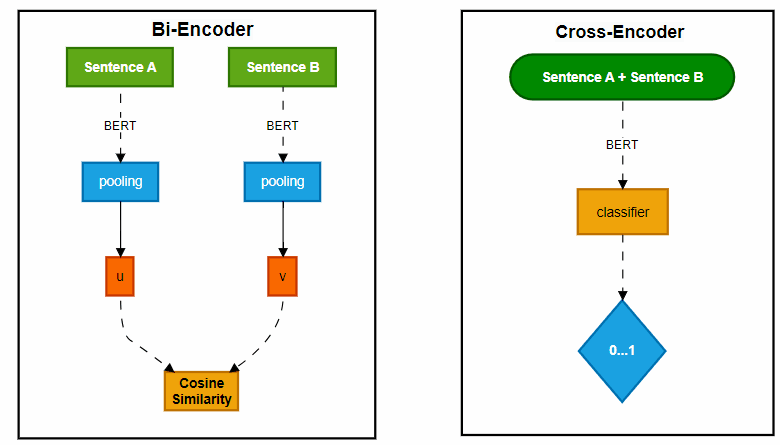 Bi-Encoder
Sentence A
Sentence B
BERT
BERT
pooling
pooling
u
v
Cosine
Similarity
Cross-Encoder
Sentence A + Sentence B
BERT
classifier
0...1